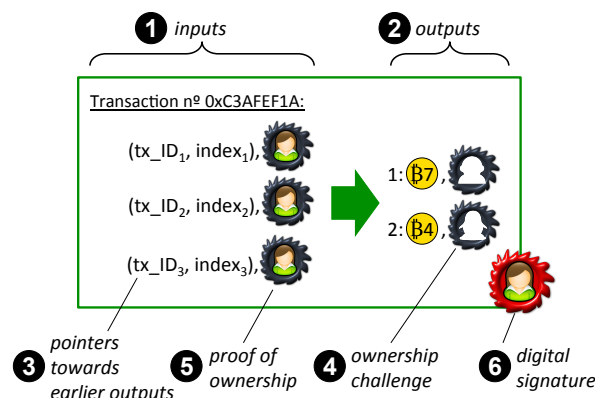 1 inputs
2 outputs
Transaction nº 0xC3AFEF1A:
(tx_ID₁, index₁),
(tx_ID₂, index₂),
(tx_ID₃, index₃),
1: ₿7 ,
2: ₿4 ,
3 pointers
towards
earlier outputs
5 proof of
ownership
4 ownership
challenge
6 digital
signature